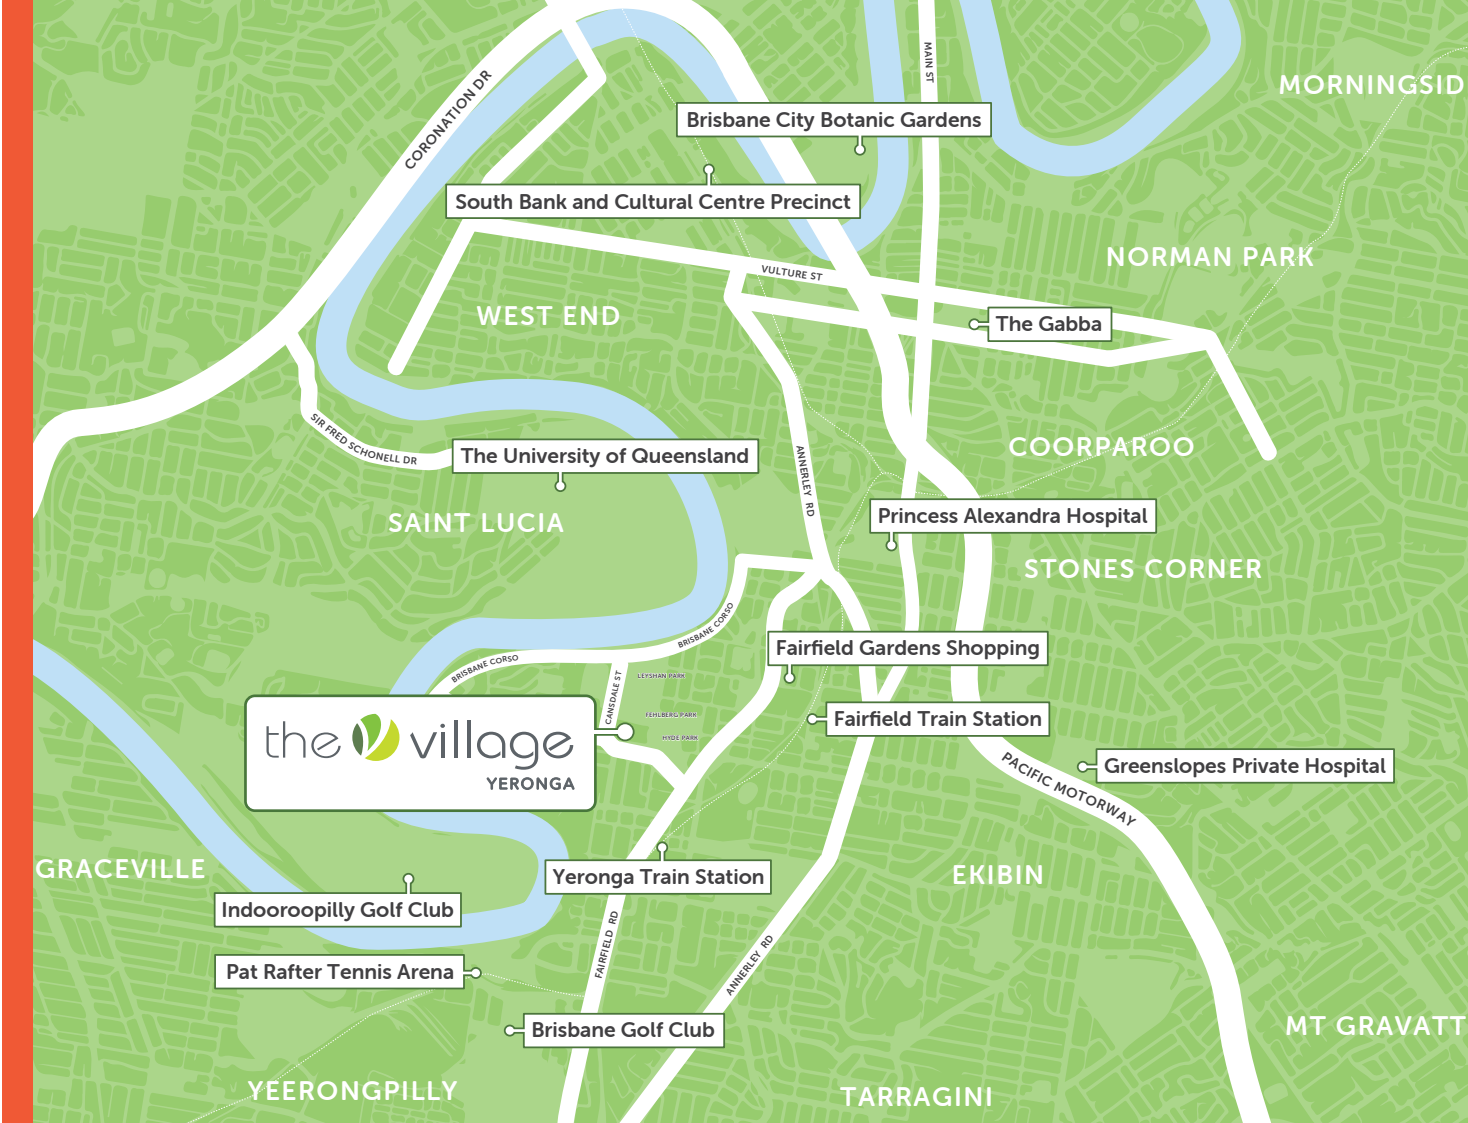 MAIN ST
MORNINGSID
CORONATION DR
Brisbane City Botanic Gardens
South Bank and Cultural Centre Precinct
NORMAN PARK
VULTURE ST
WEST END
The Gabba
SIR FRED SCHONELL DR
The University of Queensland
COORPAROO
ANNERLEY RD
SAINT LUCIA
Princess Alexandra Hospital
STONES CORNER
BRISBANE CORSO
BRISBANE CORSO
Fairfield Gardens Shopping
LEYSHAN PARK
CANSDALE ST
FEHLBERG PARK
HYDE PARK
Fairfield Train Station
the village
YERONGA
Greenslopes Private Hospital
PACIFIC MOTORWAY
GRACEVILLE
Yeronga Train Station
EKIBIN
Indooroopilly Golf Club
FAIRFIELD RD
ANNERLEY RD
Pat Rafter Tennis Arena
Brisbane Golf Club
MT GRAVATT
YEERONGPILLY
TARRAGINI